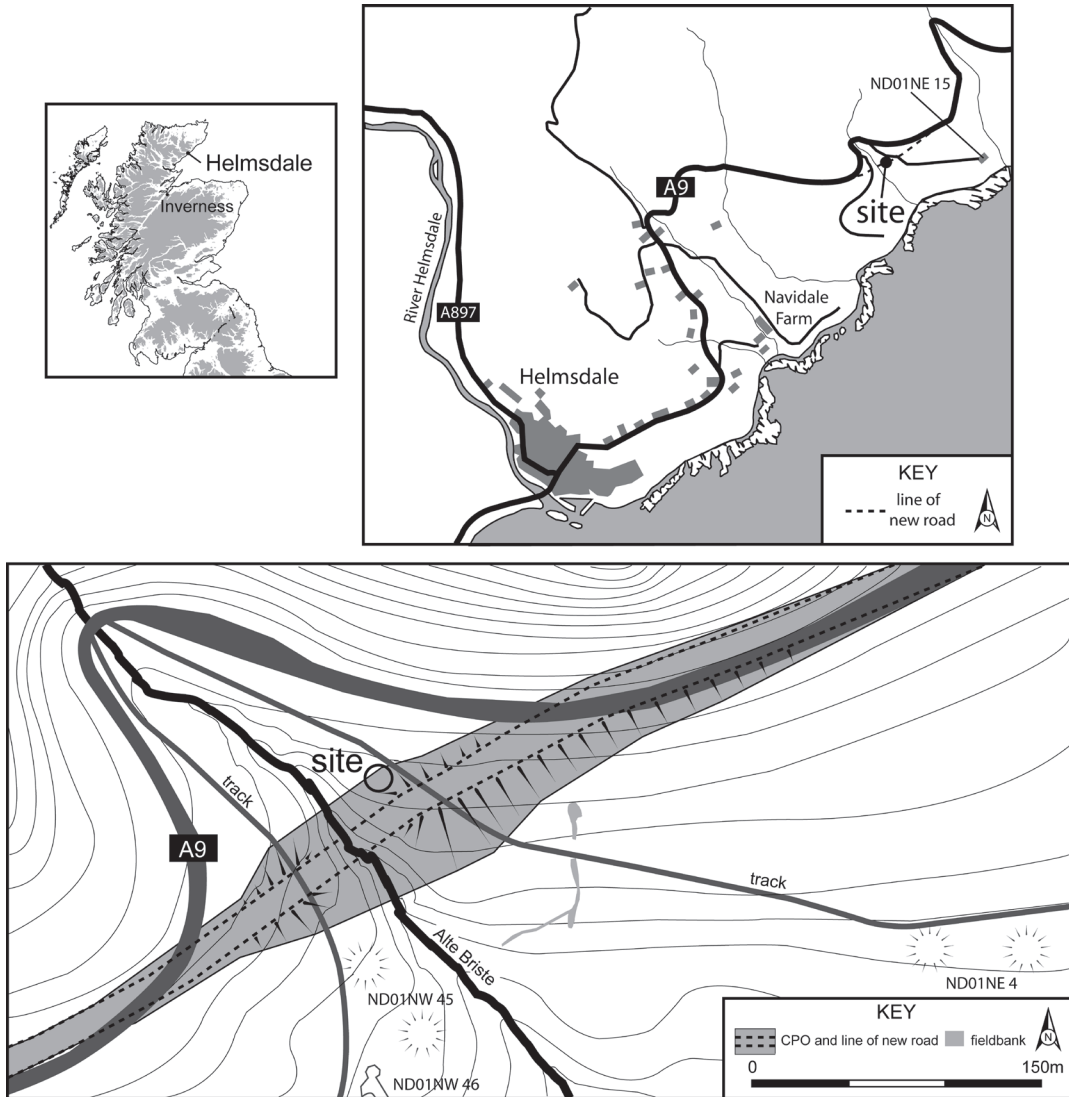 Helmsdale
Inverness
ND01NE 15
A9
site
River Helmsdale
A897
Navidale
Farm
Helmsdale
KEY
line of
new road
N
site
track
A9
track
Alte Briste
ND01NW 45
ND01NE 4
ND01NW 46
KEY
CPO and line of new road
fieldbank
N
0
150m